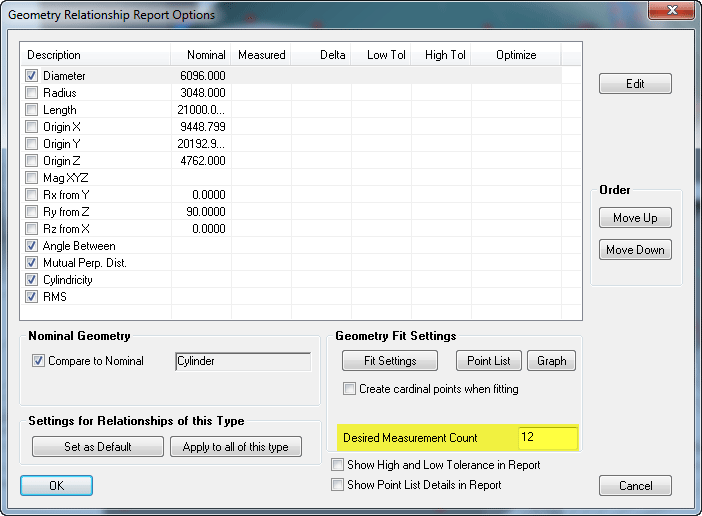 Geometry Relationship Report Options
Description Nominal Measured Delta Low Tol High Tol Optimize
Diameter 6096.000
Radius 3048.000
Length 21000.0...
Origin X 9448.799
Origin Y 20192.9...
Origin Z 4762.000
Mag XYZ
Rx from Y 0.0000
Ry from Z 90.0000
Rz from X 0.0000
Angle Between
Mutual Perp. Dist.
Cylindricity
RMS
Edit
Order
Move Up
Move Down
Nominal Geometry
Compare to Nominal Cylinder
Settings for Relationships of this Type
Set as Default Apply to all of this type
Geometry Fit Settings
Fit Settings Point List Graph
Create cardinal points when fitting
Desired Measurement Count 12
Show High and Low Tolerance in Report
Show Point List Details in Report
OK Cancel